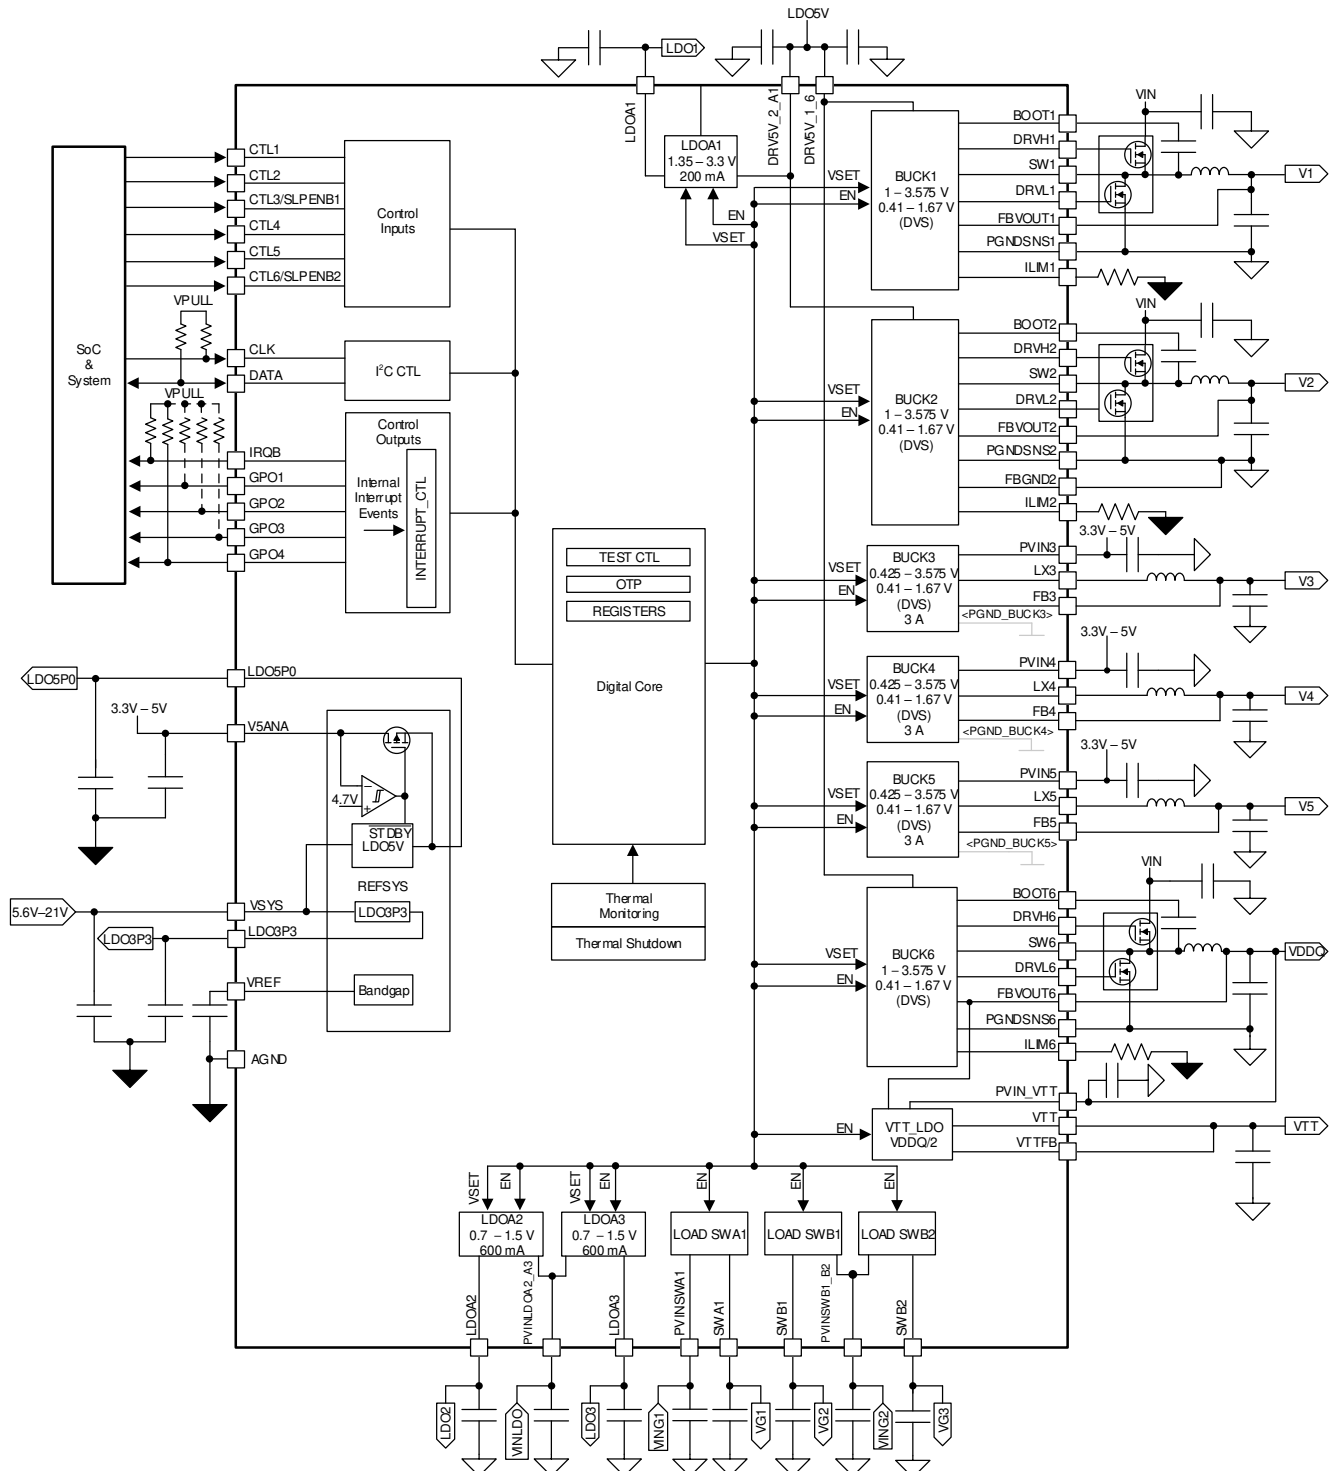 LDO5V
LDO1
LDOA1
DRV5V_2_A1
DRV5V_1_6
LDOA1
1.35 – 3.3 V
200 mA
EN
VSET
SoC
&
System
CTL1
CTL2
CTL3/SLPENB1
CTL4
CTL5
CTL6/SLPENB2
Control
Inputs
VPULL
CLK
DATA
I2C CTL
VPULL
IRQB
GPO1
GPO2
GPO3
GPO4
Control
Outputs
Internal
Interrupt
Events
INTERRUPT_CTL
TEST CTL
OTP
REGISTERS
Digital Core
Thermal
Monitoring
Thermal Shutdown
LDO5P0
LDO5P0
3.3V – 5V
V5ANA
4.7V
STDBY
LDO5V
REFSYS
5.6V–21V
VSYS
LDO3P3
LDO3P3
LDO3P3
VREF
Bandgap
AGND
VSET
EN
BUCK1
1 – 3.575 V
0.41 – 1.67 V
(DVS)
BOOT1
DRVH1
SW1
DRVL1
FBVOUT1
PGNDSNS1
ILIM1
VIN
V1
VSET
EN
BUCK2
1 – 3.575 V
0.41 – 1.67 V
(DVS)
BOOT2
DRVH2
SW2
DRVL2
FBVOUT2
PGNDSNS2
FBGND2
ILIM2
VIN
V2
VSET
EN
BUCK3
0.425 – 3.575 V
0.41 – 1.67 V
(DVS)
3 A
PVIN3
LX3
FB3
<PGND_BUCK3>
3.3V – 5V
V3
VSET
EN
BUCK4
0.425 – 3.575 V
0.41 – 1.67 V
(DVS)
3 A
PVIN4
LX4
FB4
<PGND_BUCK4>
3.3V – 5V
V4
VSET
EN
BUCK5
0.425 – 3.575 V
0.41 – 1.67 V
(DVS)
3 A
PVIN5
LX5
FB5
<PGND_BUCK5>
3.3V – 5V
V5
VSET
EN
BUCK6
1 – 3.575 V
0.41 – 1.67 V
(DVS)
BOOT6
DRVH6
SW6
DRVL6
FBVOUT6
PGNDSNS6
ILIM6
VIN
VDDQ
PVIN_VTT
EN
VTT_LDO
VDDQ/2
VTT
VTTFB
VTT
VSET
EN
VSET
EN
EN
EN
EN
LDOA2
0.7 – 1.5 V
600 mA
LDOA3
0.7 – 1.5 V
600 mA
LOAD SWA1
LOAD SWB1
LOAD SWB2
LDOA2
PVINLDOA2_A3
LDOA3
PVINSWA1
SWA1
SWB1
PVINSWB1_B2
SWB2
LDO2
VINLDO
LDO3
VING1
VG1
VG2
VING2
VG3